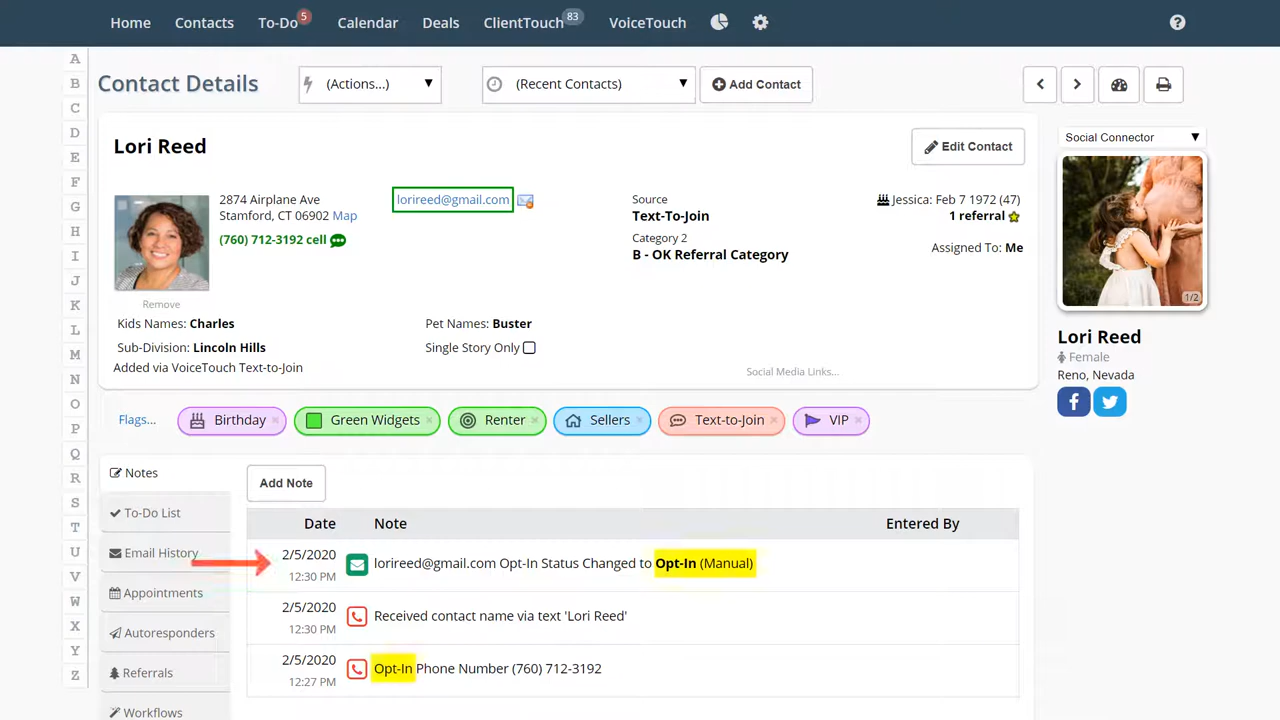 Home Contacts To-Do 5 Calendar Deals ClientTouch 83 VoiceTouch
Contact Details (Actions...) (Recent Contacts) Add Contact
A
B
C
D
E
F
G
H
I
J
K
L
M
N
O
P
Q
R
S
T
U
V
W
X
Y
Z
Lori Reed
Edit Contact
2874 Airplane Ave
Stamford, CT 06902 Map
(760) 712-3192 cell
Remove
lorireed@gmail.com
Source
Text-To-Join
Category 2
B - OK Referral Category
Jessica: Feb 7 1972 (47)
1 referral
Assigned To: Me
Kids Names: Charles
Pet Names: Buster
Sub-Division: Lincoln Hills
Single Story Only
Added via VoiceTouch Text-to-Join
Social Media Links...
Social Connector
1/2
Lori Reed
Female
Reno, Nevada
Flags... Birthday × Green Widgets × Renter × Sellers × Text-to-Join × VIP ×
Notes
To-Do List
Email History
Appointments
Autoresponders
Referrals
Workflows
Add Note
Date Note Entered By
2/5/2020
12:30 PM
lorireed@gmail.com Opt-In Status Changed to Opt-In (Manual)
2/5/2020
12:30 PM
Received contact name via text 'Lori Reed'
2/5/2020
12:27 PM
Opt-In Phone Number (760) 712-3192